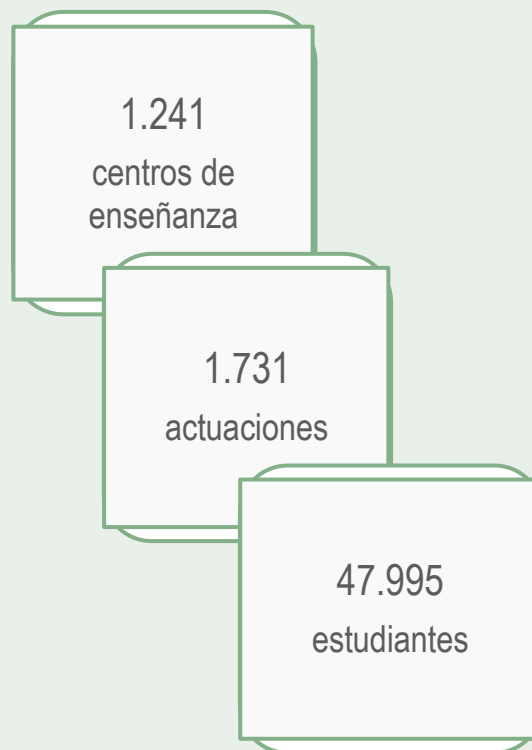 1.241
centros de
enseñanza
1.731
actuaciones
47.995
estudiantes